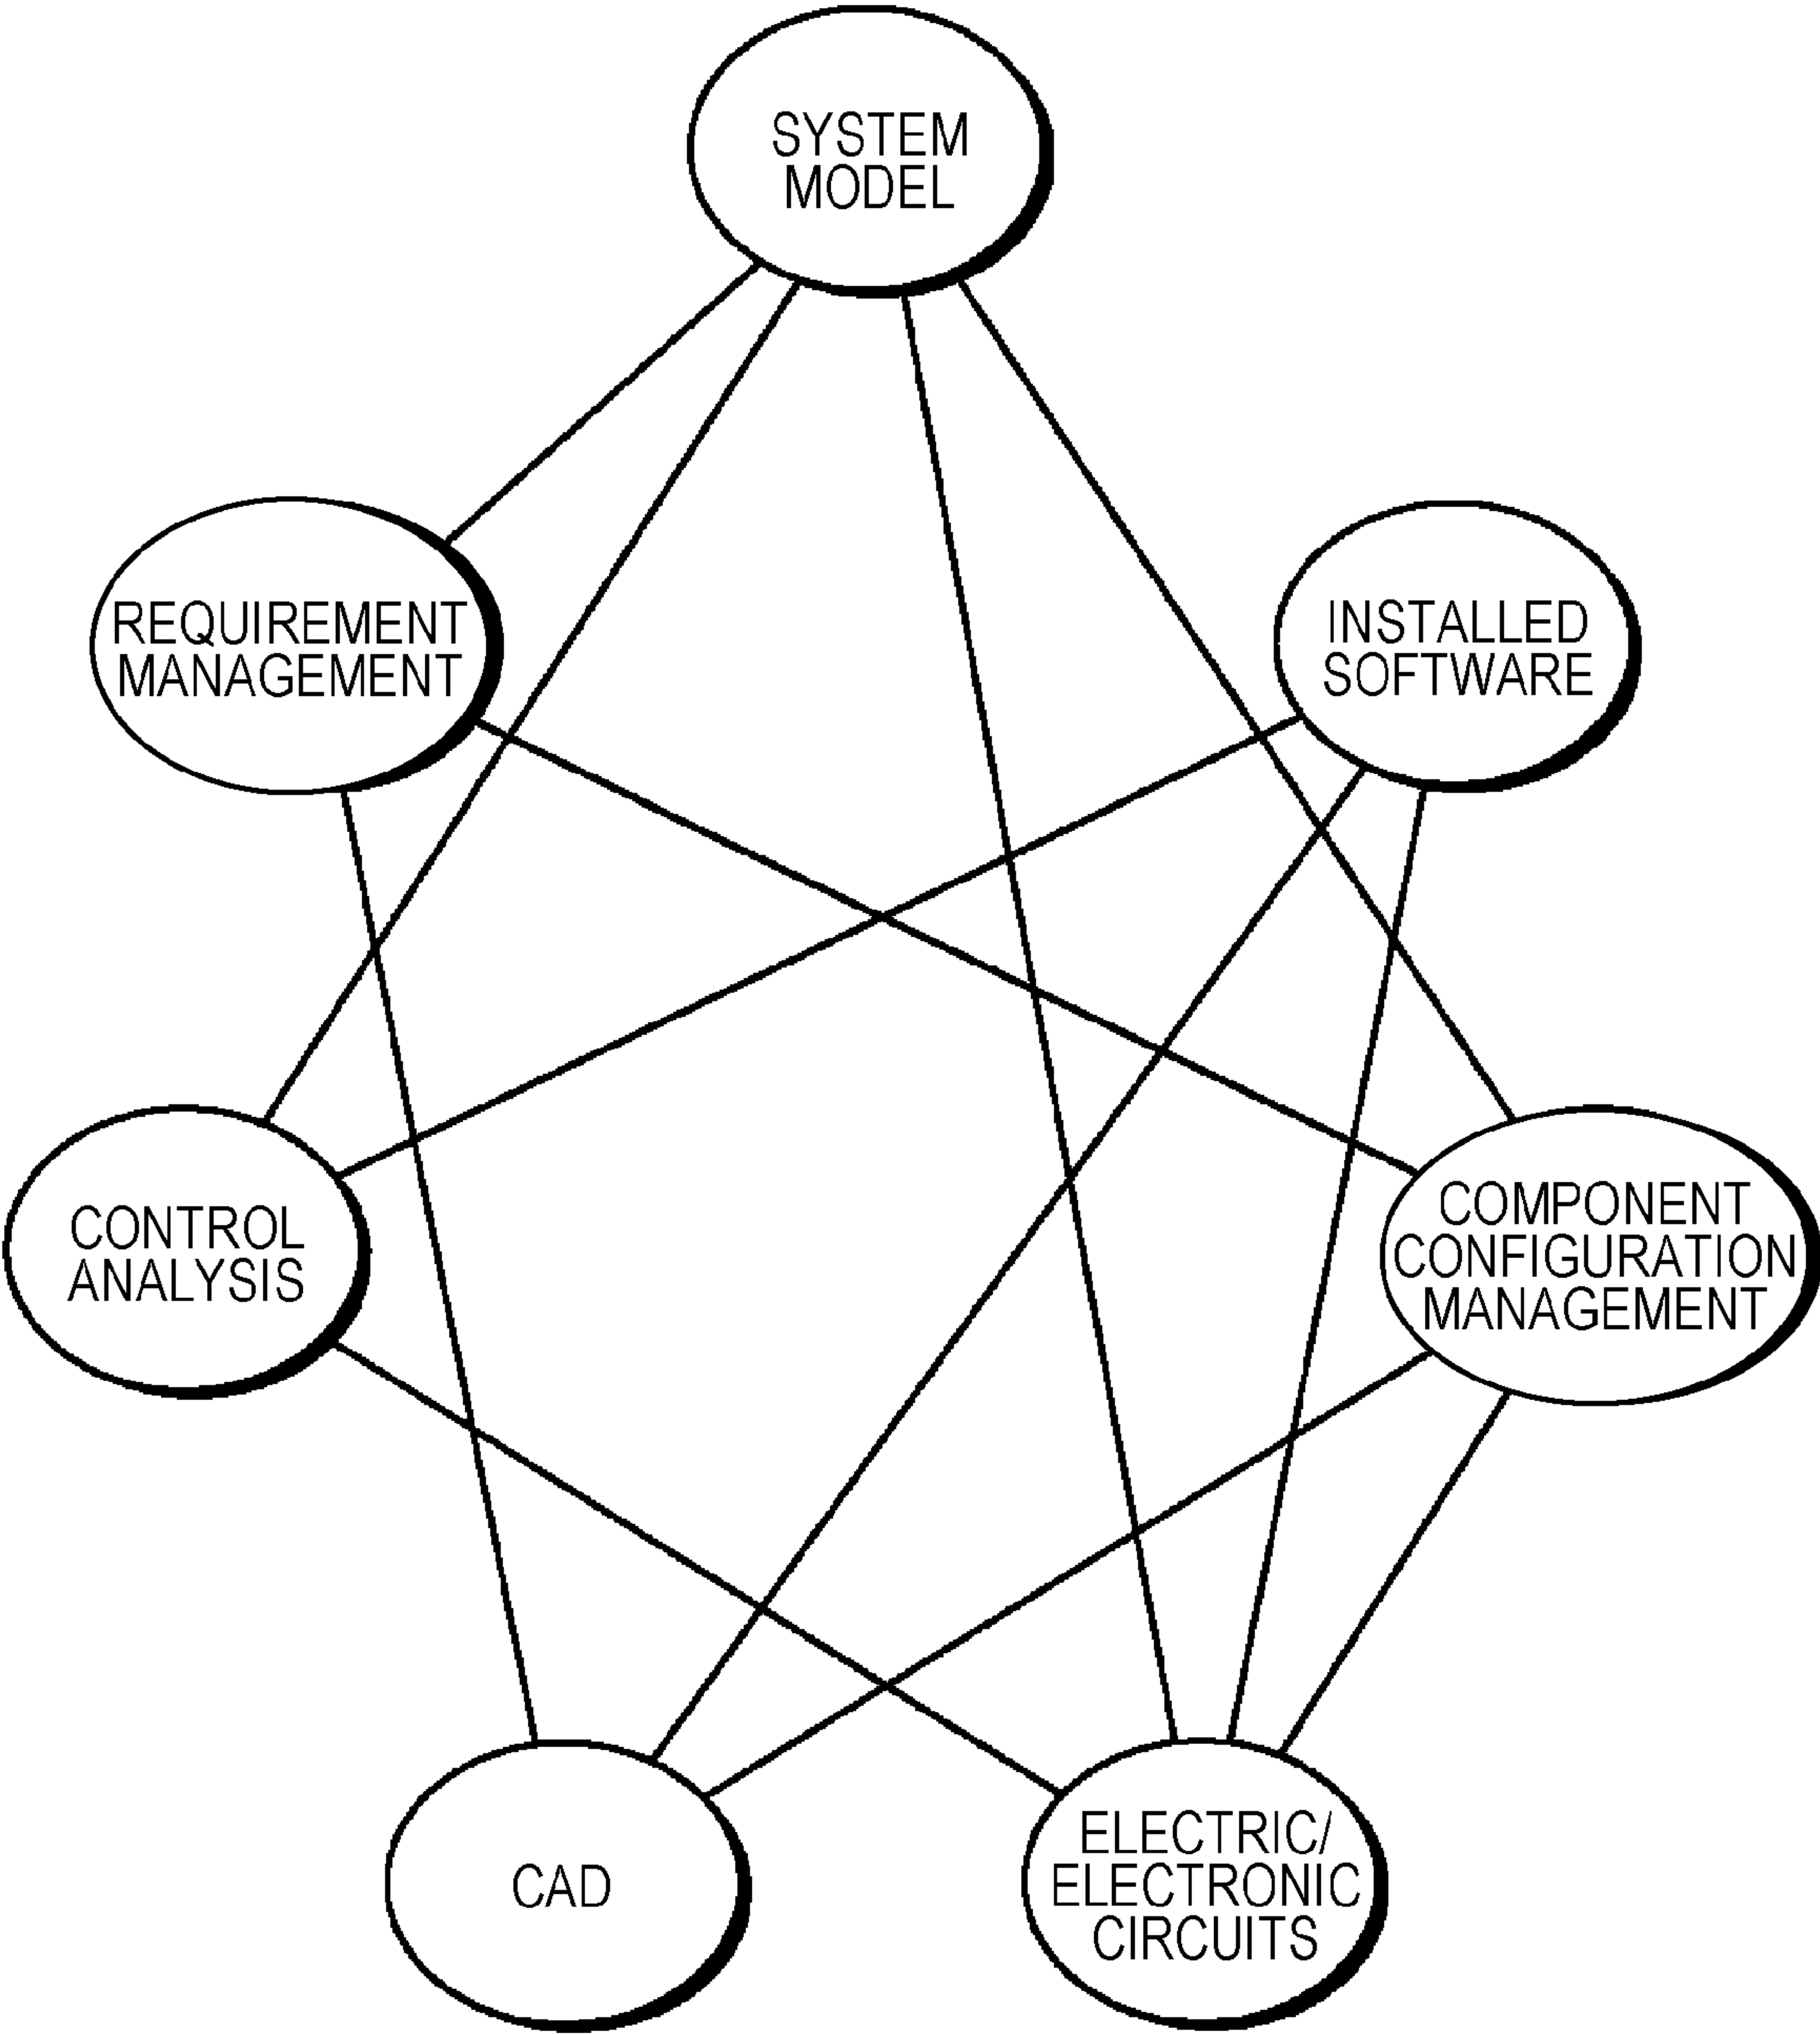 SYSTEM
MODEL
REQUIREMENT
MANAGEMENT
INSTALLED
SOFTWARE
CONTROL
ANALYSIS
COMPONENT
CONFIGURATION
MANAGEMENT
CAD
ELECTRIC/
ELECTRONIC
CIRCUITS